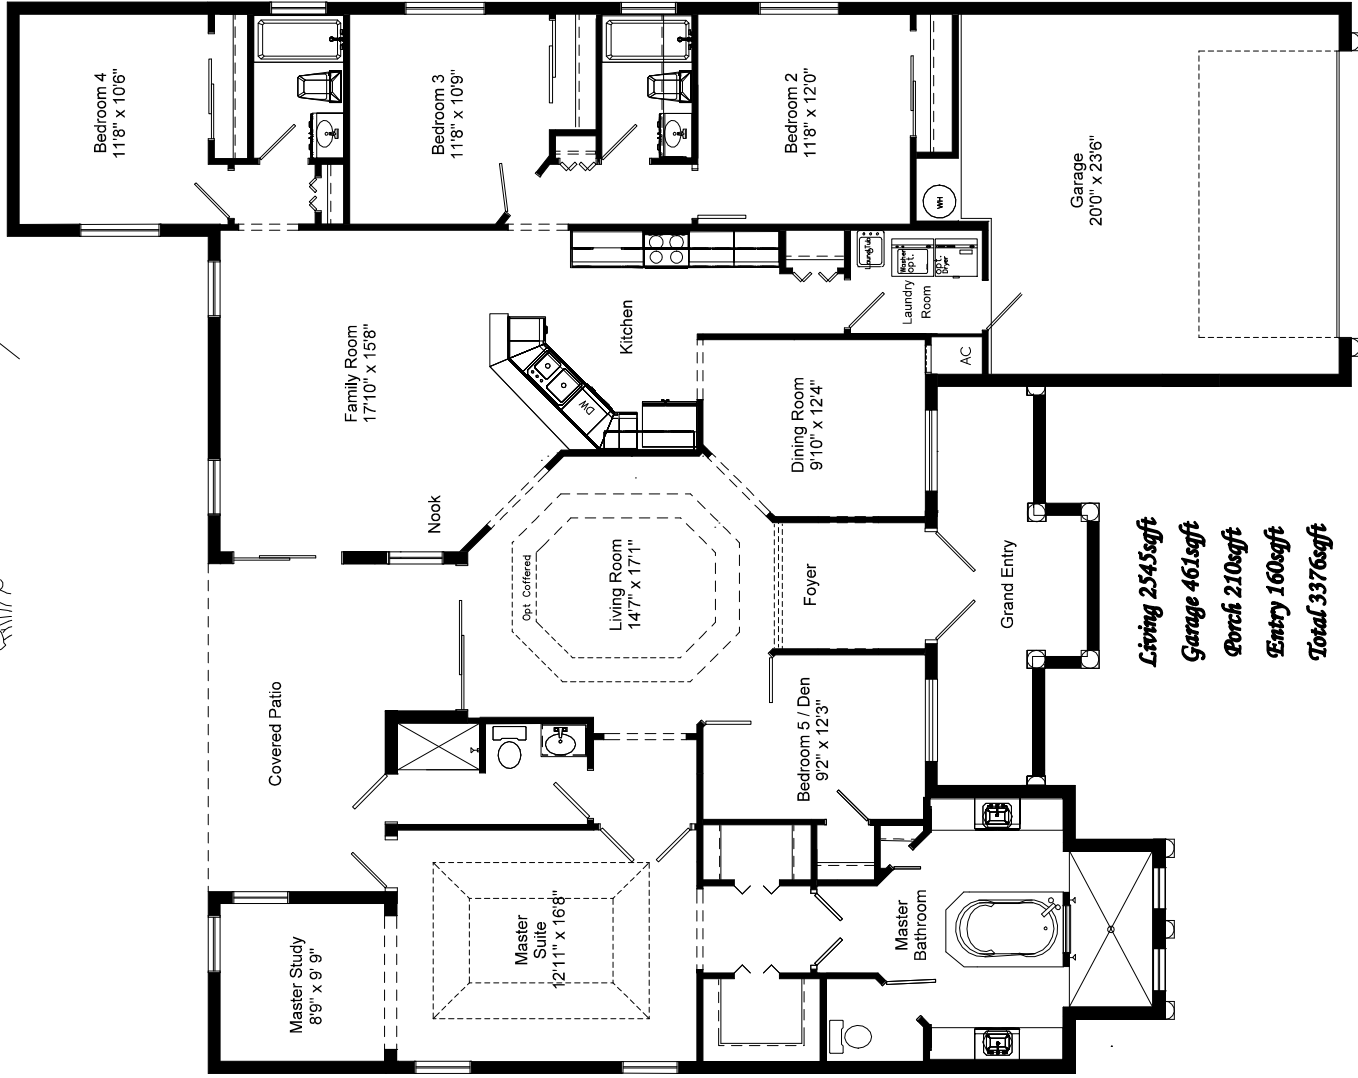 Bedroom 4
11'8" x 10'6"
Bedroom 3
11'8" x 10'9"
Bedroom 2
11'8" x 12'0"
Garage
20'0" x 23'6"
WH
Family Room
17'10" x 15'8"
Kitchen
DW
Laundry
Room
Washer
opt.
opt.
Dryer
AC
Dining Room
9'10" x 12'4"
Nook
Opt Coffered
Living Room
14'7" x 17'1"
Foyer
Grand Entry
Covered Patio
Bedroom 5 / Den
9'2" x 12'3"
Master Study
8'9" x 9' 9"
Master
Suite
12'11" x 16'8"
Master
Bathroom
Living 2545sqft
Garage 461sqft
Porch 210sqft
Entry 160sqft
Total 3376sqft